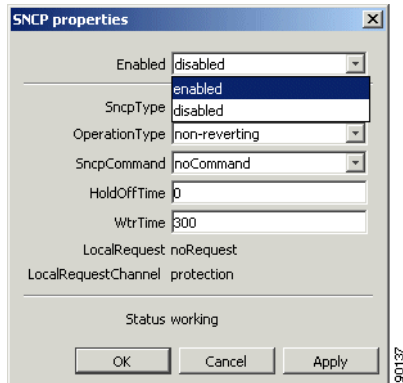 SNCP properties
Enabled disabled
enabled
SncpType disabled
OperationType non-reverting
SncpCommand noCommand
HoldOffTime 0
WtrTime 300
LocalRequest noRequest
LocalRequestChannel protection
Status working
OK Cancel Apply
90137